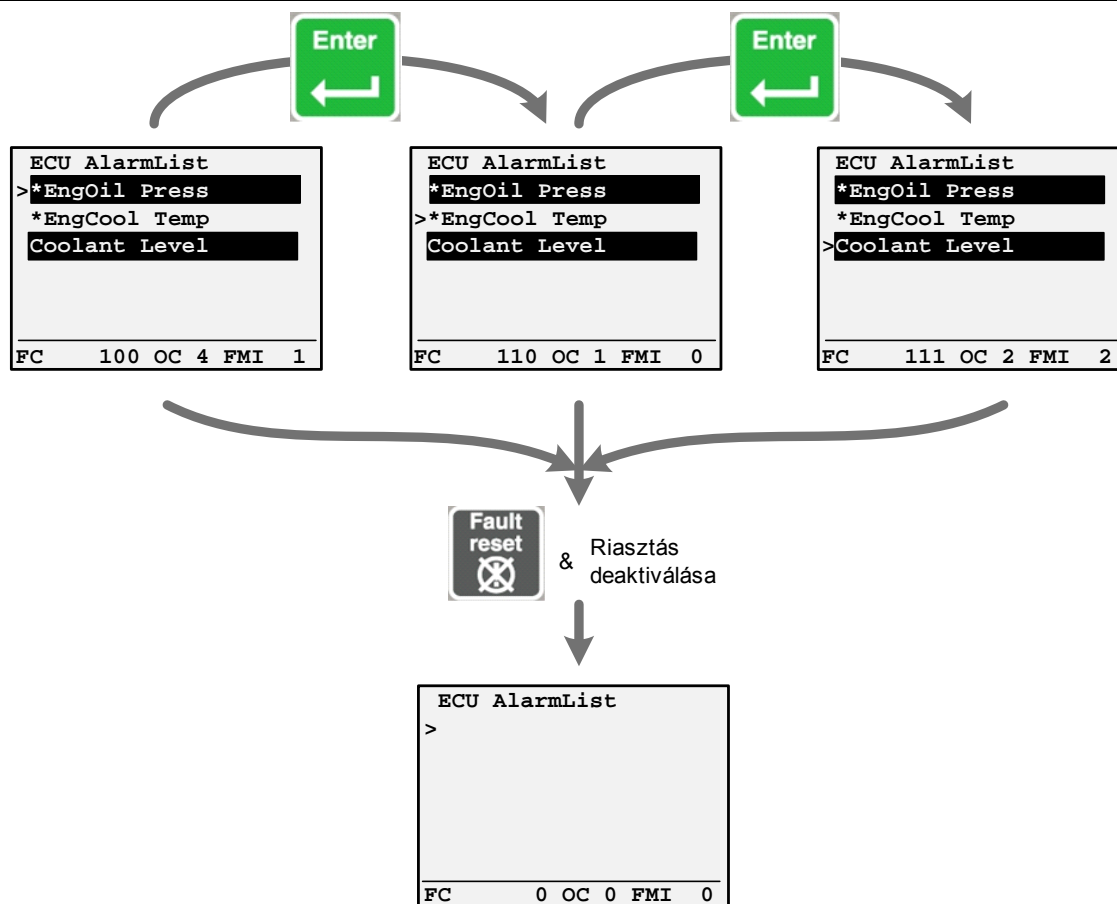 Enter
Enter
ECU AlarmList
>*EngOil Press
*EngCool Temp
Coolant Level
FC 100 OC 4 FMI 1
ECU AlarmList
*EngOil Press
>*EngCool Temp
Coolant Level
FC 110 OC 1 FMI 0
ECU AlarmList
*EngOil Press
*EngCool Temp
>Coolant Level
FC 111 OC 2 FMI 2
Fault
reset
& Riasztás
deaktiválása
ECU AlarmList
>
FC 0 OC 0 FMI 0